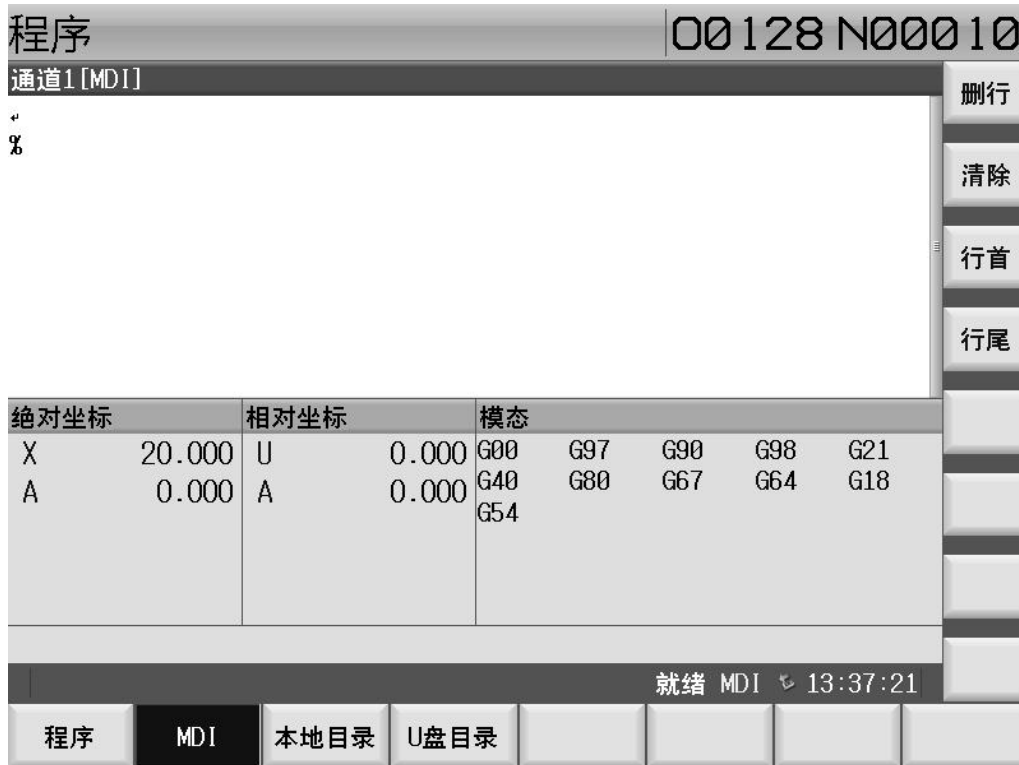 程序 O0128 N00010
通道1[MDI]
%
删行
清除
行首
行尾
绝对坐标 相对坐标 模态
X 20.000 U 0.000 G00 G97 G90 G98 G21
A 0.000 A 0.000 G40 G80 G67 G64 G18
G54
就绪 MDI 13:37:21
程序 MDI 本地目录 U盘目录